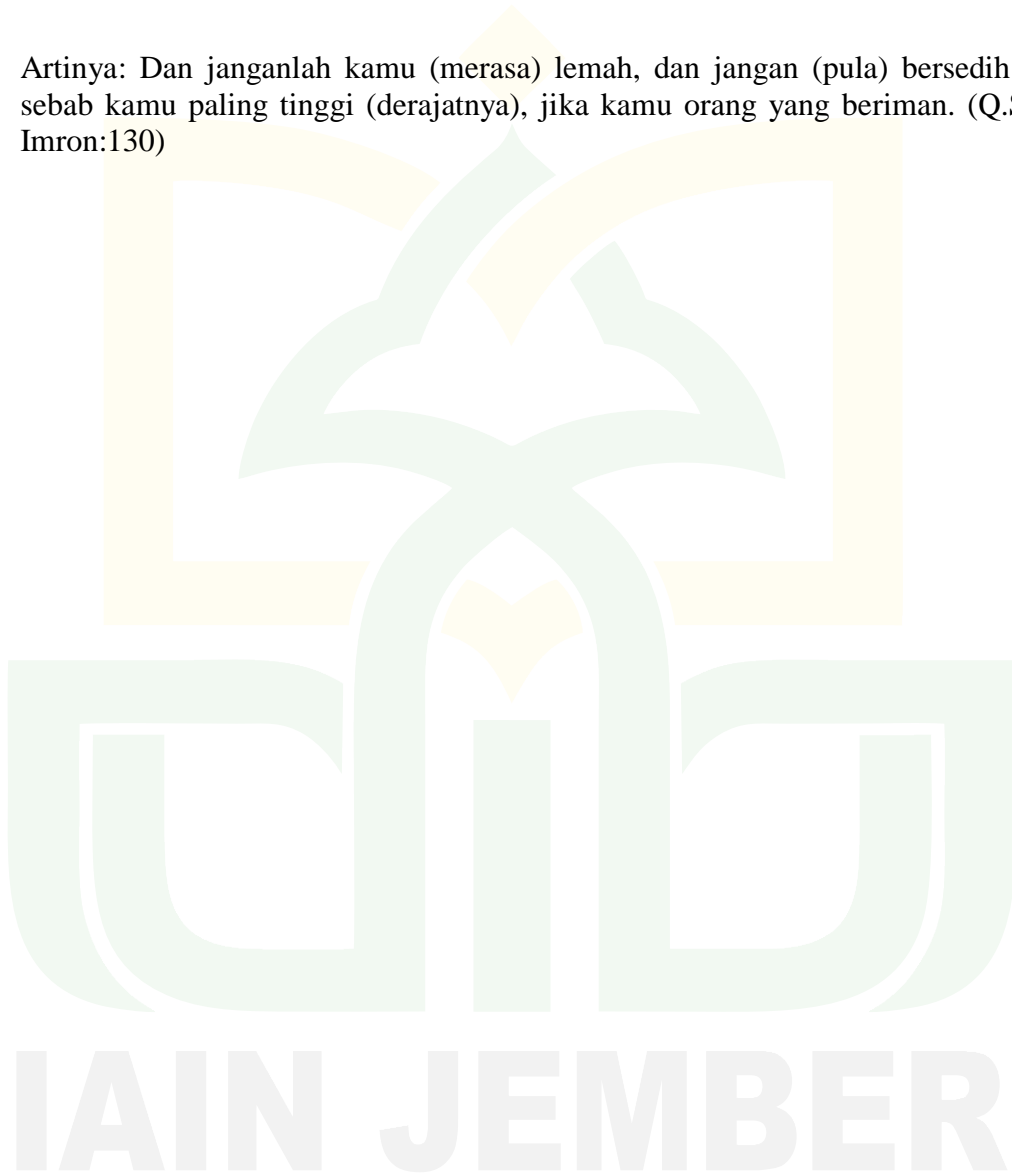 Artinya: Dan janganlah kamu (merasa) lemah, dan jangan (pula) bersedih
sebab kamu paling tinggi (derajatnya), jika kamu orang yang beriman. (Q.S
Imron:130)
IAIN JEMBER